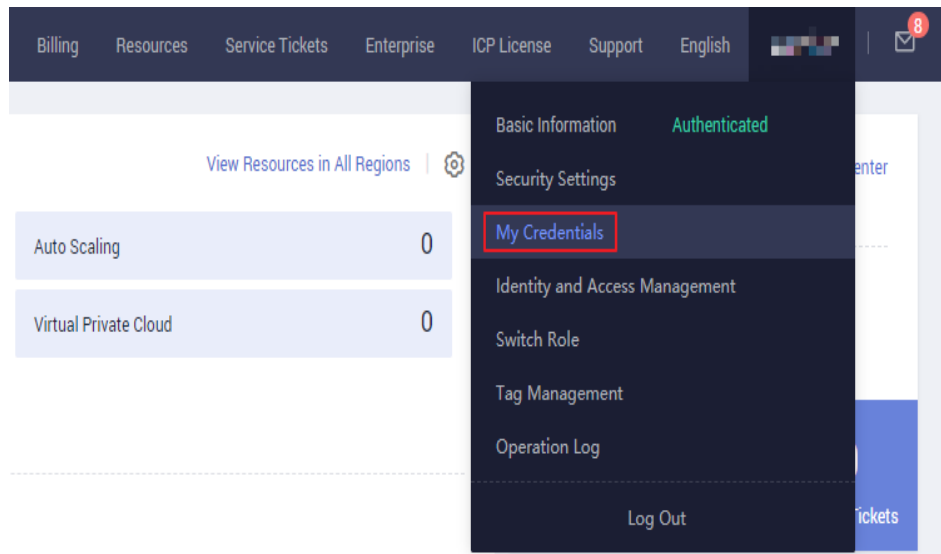 Billing Resources Service Tickets Enterprise ICP License Support English 8
Basic Information Authenticated
View Resources in All Regions
Security Settings
enter
My Credentials
Auto Scaling 0
Identity and Access Management
Virtual Private Cloud 0
Switch Role
Tag Management
Operation Log
Log Out
ickets